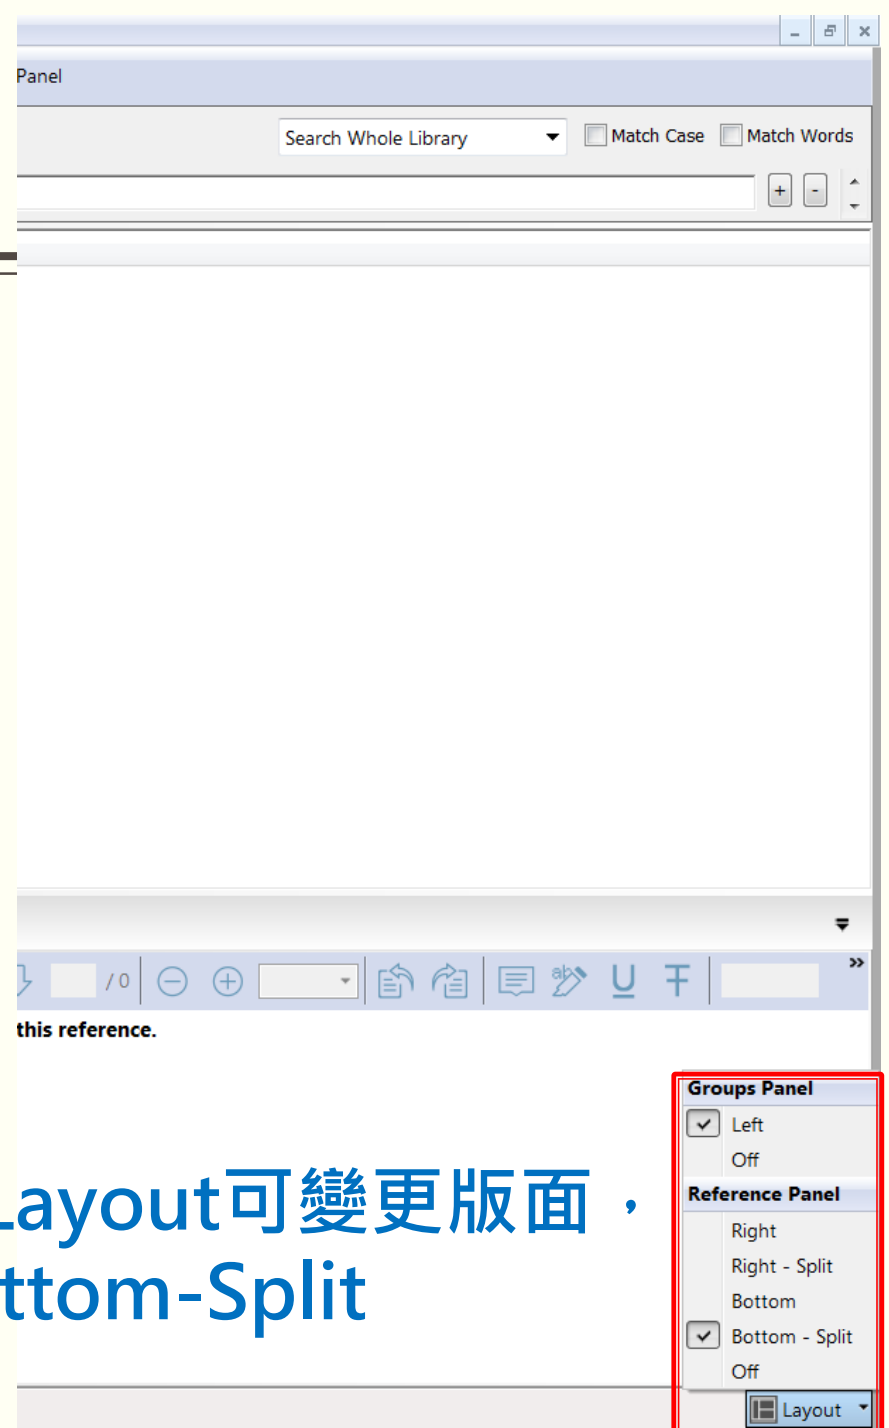 Panel
Search Whole Library Match Case Match Words
+ -
/ 0
this reference.
Groups Panel
Left
Off
Reference Panel
Right
Right - Split
Bottom
Bottom - Split
Off
Layout
Layout可變更版面，
ttom-Split